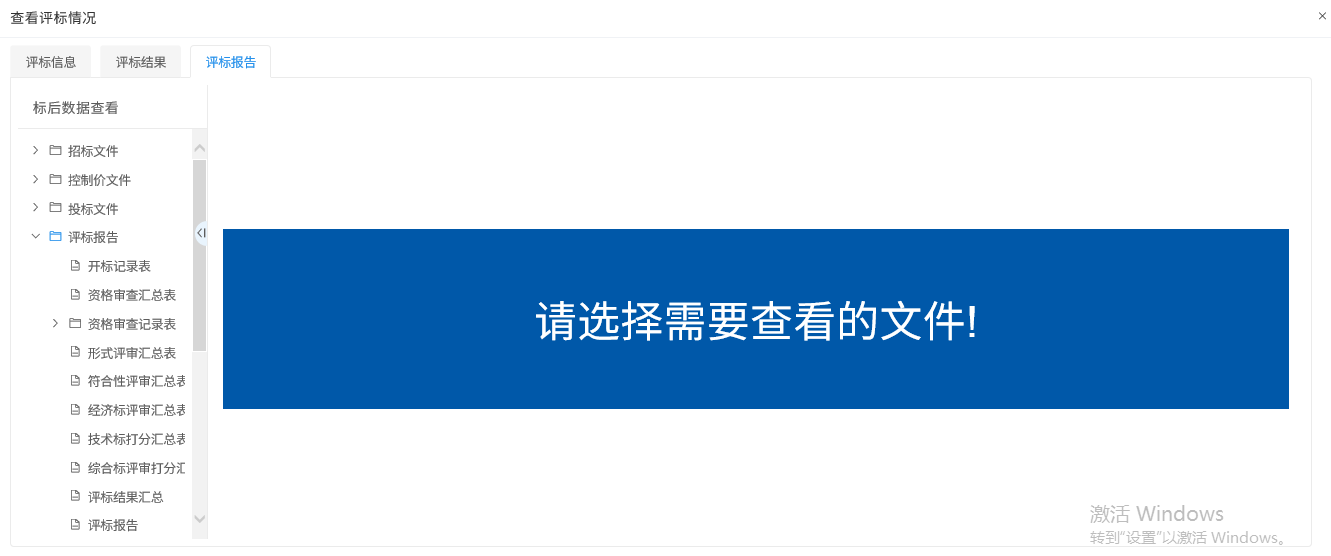 查看评标情况
评标信息 评标结果 评标报告
标后数据查看
招标文件
控制价文件
投标文件
评标报告
开标记录表
资格审查汇总表
资格审查记录表
形式评审汇总表
符合性评审汇总表
经济标评审汇总表
技术标打分汇总表
综合标评审打分汇
评标结果汇总
评标报告
请选择需要查看的文件!
激活 Windows
转到“设置”以激活 Windows。